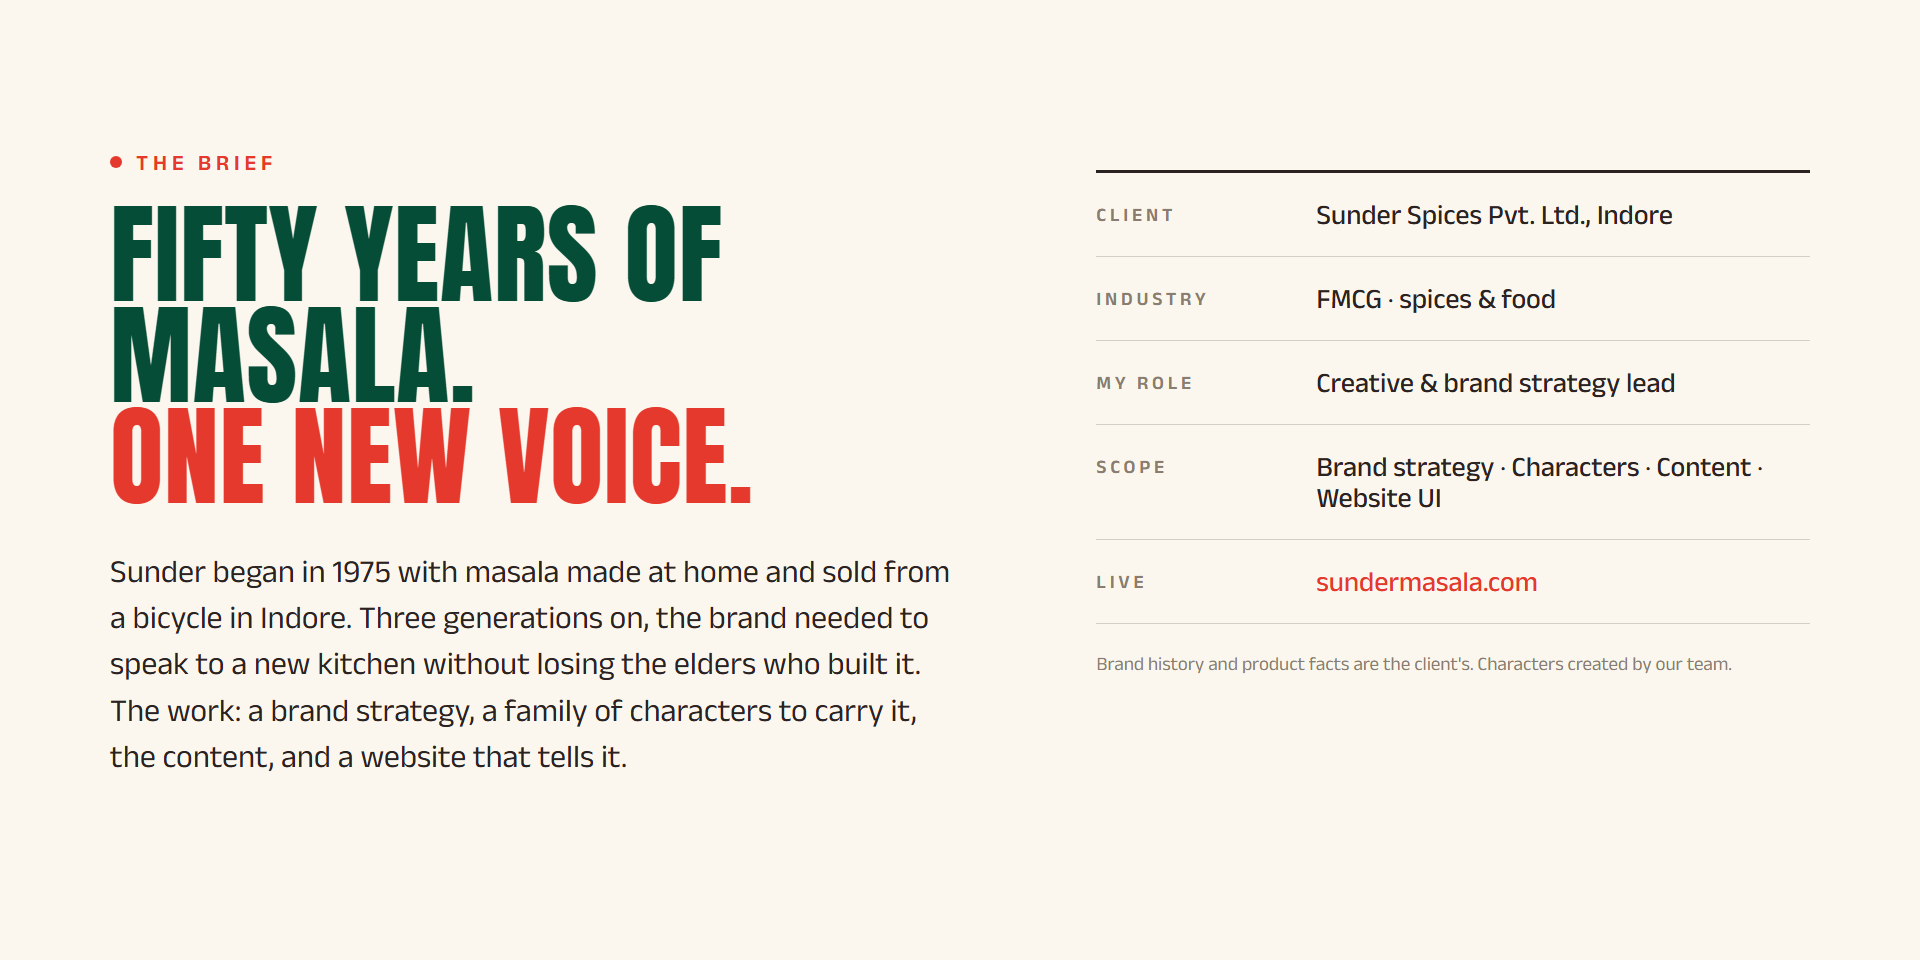 THE BRIEF
FIFTY YEARS OF
MASALA.
ONE NEW VOICE.
Sunder began in 1975 with masala made at home and sold from
a bicycle in Indore. Three generations on, the brand needed to
speak to a new kitchen without losing the elders who built it.
The work: a brand strategy, a family of characters to carry it,
the content, and a website that tells it.
CLIENT Sunder Spices Pvt. Ltd., Indore
INDUSTRY FMCG · spices & food
MY ROLE Creative & brand strategy lead
SCOPE Brand strategy · Characters · Content ·
Website UI
LIVE sundermasala.com
Brand history and product facts are the client's. Characters created by our team.